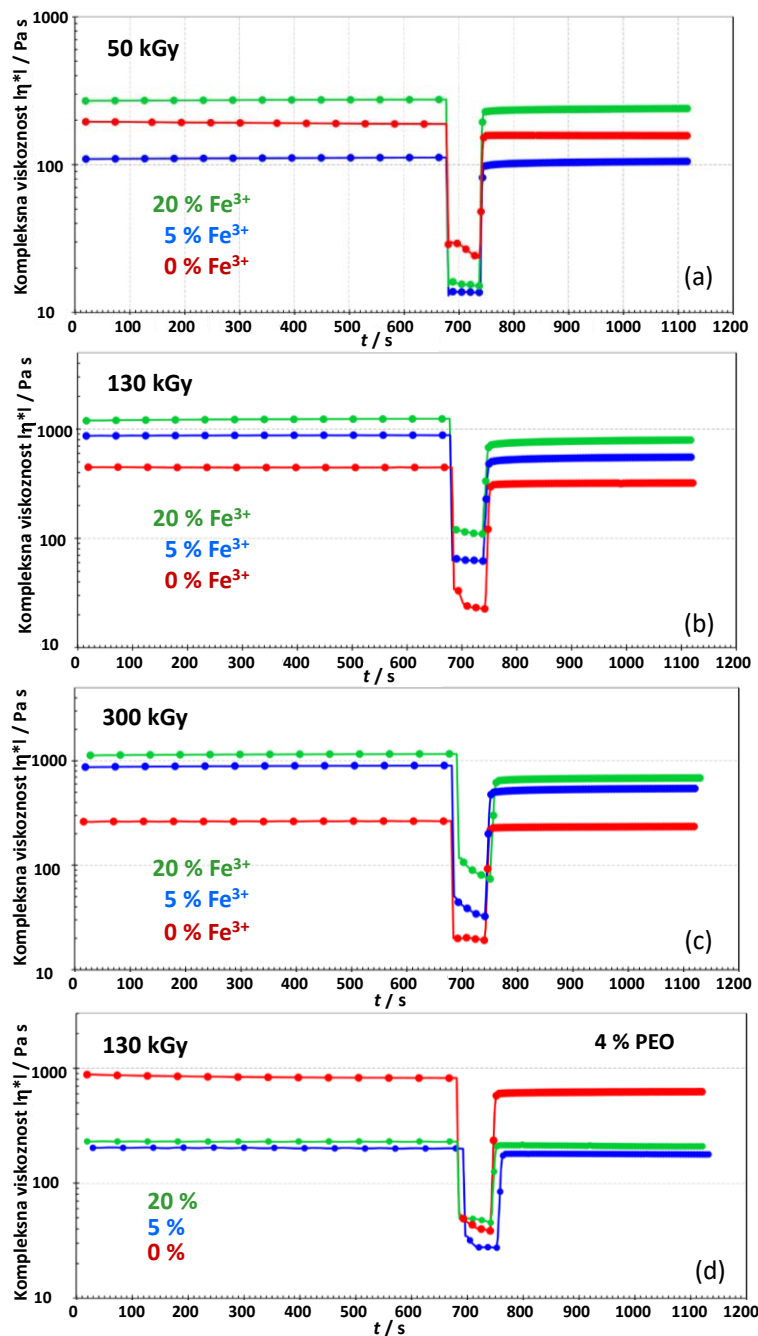 1000
50 kGy
100
10
Kompleksna viskoznost |η*| / Pa s
20 % Fe³⁺
5 % Fe³⁺
0 % Fe³⁺
(a)
0 100 200 300 400 500 600 700 800 900 1000 1100 1200
t / s
130 kGy
1000
100
10
Kompleksna viskoznost |η*| / Pa s
20 % Fe³⁺
5 % Fe³⁺
0 % Fe³⁺
(b)
0 100 200 300 400 500 600 700 800 900 1000 1100 1200
t / s
300 kGy
1000
100
10
Kompleksna viskoznost |η*| / Pa s
20 % Fe³⁺
5 % Fe³⁺
0 % Fe³⁺
(c)
0 100 200 300 400 500 600 700 800 900 1000 1100 1200
t / s
130 kGy
4 % PEO
1000
100
10
Kompleksna viskoznost |η*| / Pa s
20 %
5 %
0 %
(d)
0 100 200 300 400 500 600 700 800 900 1000 1100 1200
t / s